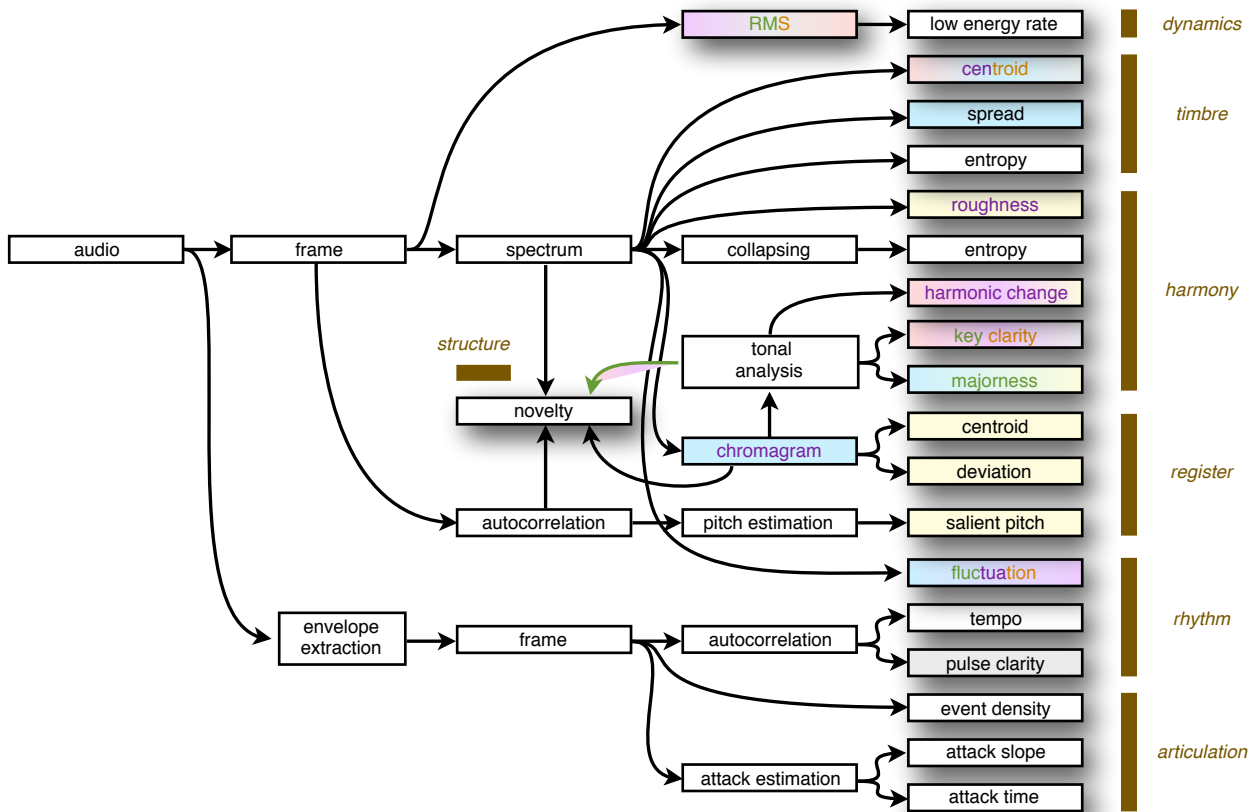 RMS
low energy rate
dynamics
centroid
spread
timbre
entropy
roughness
audio
frame
spectrum
collapsing
entropy
harmonic change
harmony
structure
tonal
analysis
key clarity
majorness
novelty
chromagram
centroid
deviation
register
autocorrelation
pitch estimation
salient pitch
fluctuation
envelope
extraction
frame
autocorrelation
tempo
rhythm
pulse clarity
event density
attack estimation
attack slope
articulation
attack time